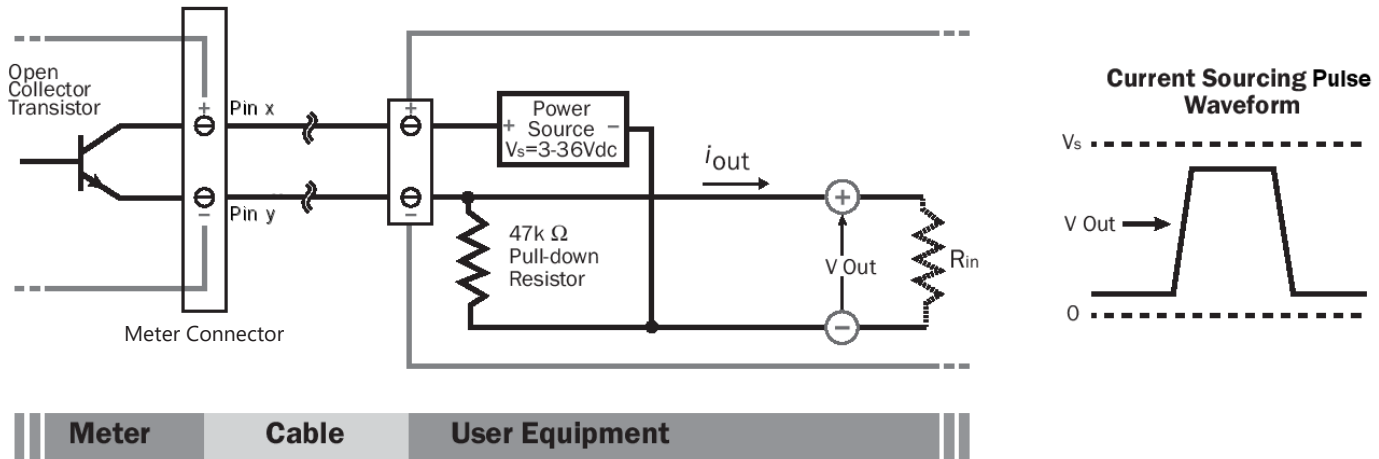 Open
Collector
Transistor
+
Pin x
−
Pin y
Meter Connector
+
−
+ Power −
Source
Vs=3-36Vdc
iout
47k Ω
Pull-down
Resistor
+
V Out
−
Rin
Current Sourcing Pulse
Waveform
Vs
V Out
0
Meter
Cable
User Equipment